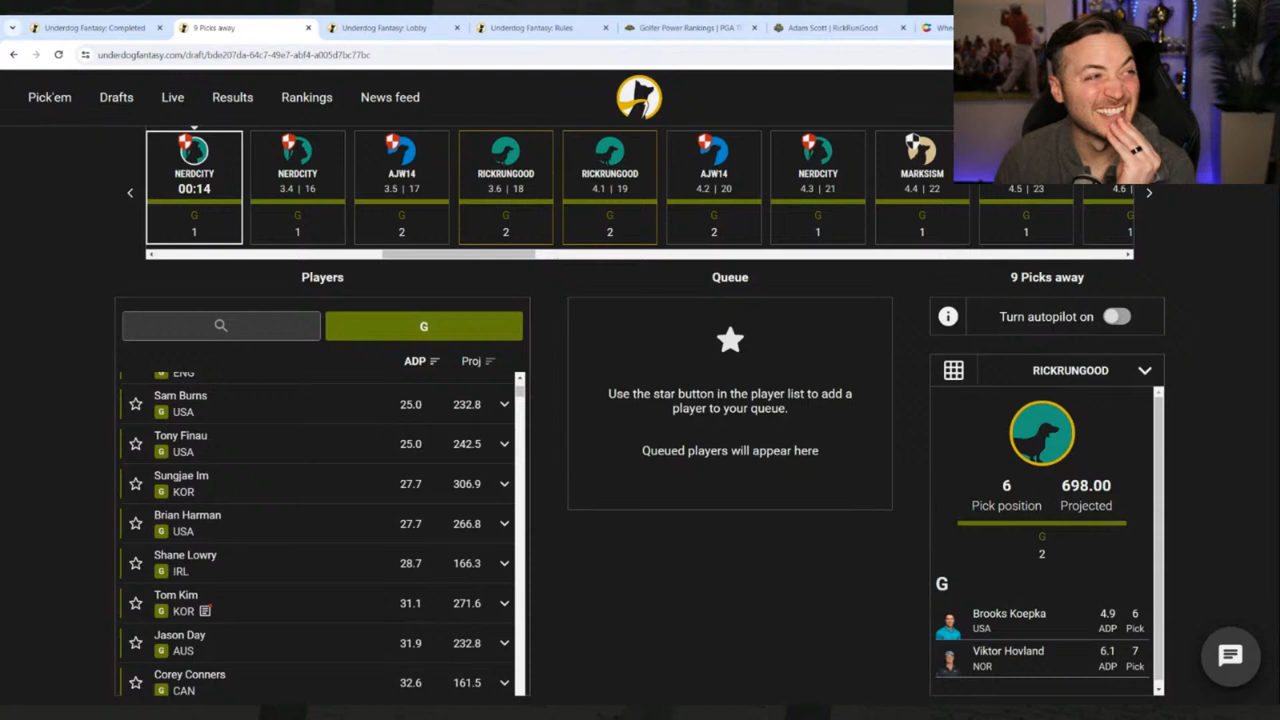 Underdog Fantasy: Completed
9 Picks away
Underdog Fantasy: Lobby
Underdog Fantasy: Rules
Golfer Power Rankings | PGA T
Adam Scott | RickRunGood
Whe
underdogfantasy.com/draft/bde207da-64c7-49e7-abf4-a005d7bc77bc
Pick'em
Drafts
Live
Results
Rankings
News feed
NERDCITY
00:14
G
1
NERDCITY
3.4 | 16
G
1
AJW14
3.5 | 17
G
2
RICKRUNGOOD
3.6 | 18
G
2
RICKRUNGOOD
4.1 | 19
G
2
AJW14
4.2 | 20
G
2
NERDCITY
4.3 | 21
G
1
MARKSISM
4.4 | 22
G
1
4.5 | 23
G
1
4.6 |
G
1
Players
Queue
9 Picks away
G
ADP
Proj
ENG
Sam Burns
G USA
25.0
232.8
Tony Finau
G USA
25.0
242.5
Sungjae Im
G KOR
27.7
306.9
Brian Harman
G USA
27.7
266.8
Shane Lowry
G IRL
28.7
166.3
Tom Kim
G KOR
31.1
271.6
Jason Day
G AUS
31.9
232.8
Corey Conners
G CAN
32.6
161.5
Use the star button in the player list to add a
player to your queue.
Queued players will appear here
Turn autopilot on
RICKRUNGOOD
6
Pick position
698.00
Projected
G
2
G
Brooks Koepka
USA
4.9
ADP
6
Pick
Viktor Hovland
NOR
6.1
ADP
7
Pick